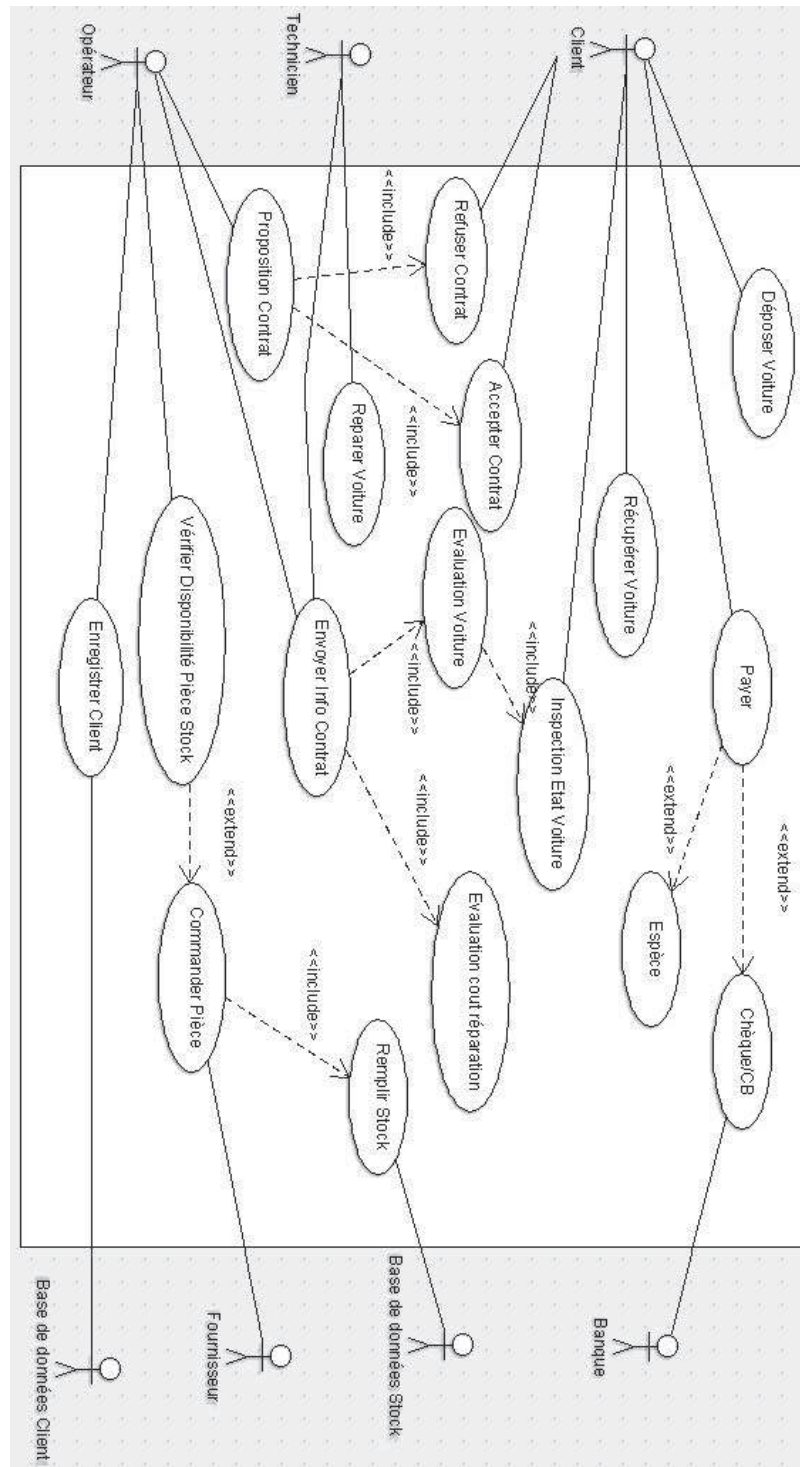 Client
Technicien
Opérateur
Déposer Voiture
Payer
<<extend>>
Chèque/CB
<<extend>>
Espèce
Récupérer Voiture
Inspection Etat Voiture
<<include>>
Refuser Contrat
Accepter Contrat
Evaluation Voiture
Evaluation cout réparation
<<include>>
<<include>>
<<include>>
<<include>>
Reparer Voiture
Remplir Stock
Proposition Contrat
Envoyer Info Contrat
<<include>>
Vérifier Disponibilité Pièce Stock
<<extend>>
Commander Pièce
Enregistrer Client
Banque
Base de données Stock
Fournisseur
Base de données Client